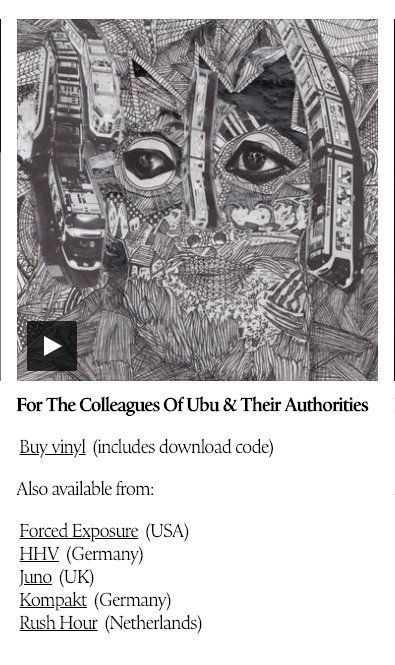 For The Colleagues Of Ubu & Their Authorities
Buy vinyl (includes download code)
Also available from:
Forced Exposure (USA)
HHV (Germany)
Juno (UK)
Kompakt (Germany)
Rush Hour (Netherlands)